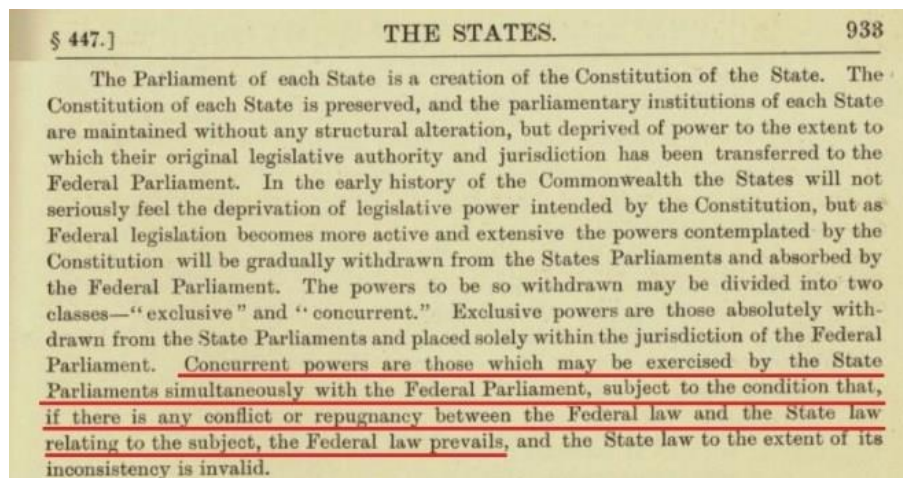 § 447.] THE STATES. 933
The Parliament of each State is a creation of the Constitution of the State. The
Constitution of each State is preserved, and the parliamentary institutions of each State
are maintained without any structural alteration, but deprived of power to the extent to
which their original legislative authority and jurisdiction has been transferred to the
Federal Parliament. In the early history of the Commonwealth the States will not
seriously feel the deprivation of legislative power intended by the Constitution, but as
Federal legislation becomes more active and extensive the powers contemplated by the
Constitution will be gradually withdrawn from the States Parliaments and absorbed by
the Federal Parliament. The powers to be so withdrawn may be divided into two
classes—“exclusive” and “concurrent.” Exclusive powers are those absolutely with-
drawn from the State Parliaments and placed solely within the jurisdiction of the Federal
Parliament. Concurrent powers are those which may be exercised by the State
Parliaments simultaneously with the Federal Parliament, subject to the condition that,
if there is any conflict or repugnancy between the Federal law and the State law
relating to the subject, the Federal law prevails, and the State law to the extent of its
inconsistency is invalid.